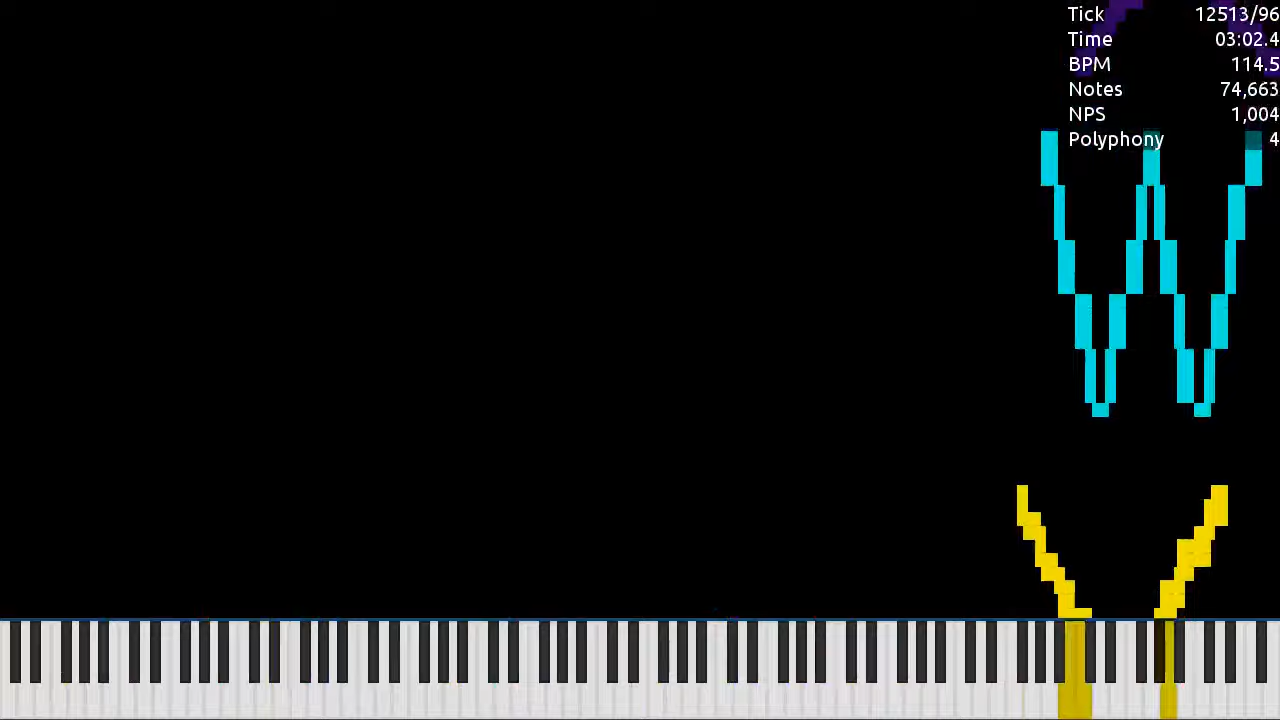 Tick 12513/96
Time 03:02.4
BPM 114.5
Notes 74,663
NPS 1,004
Polyphony 4
W